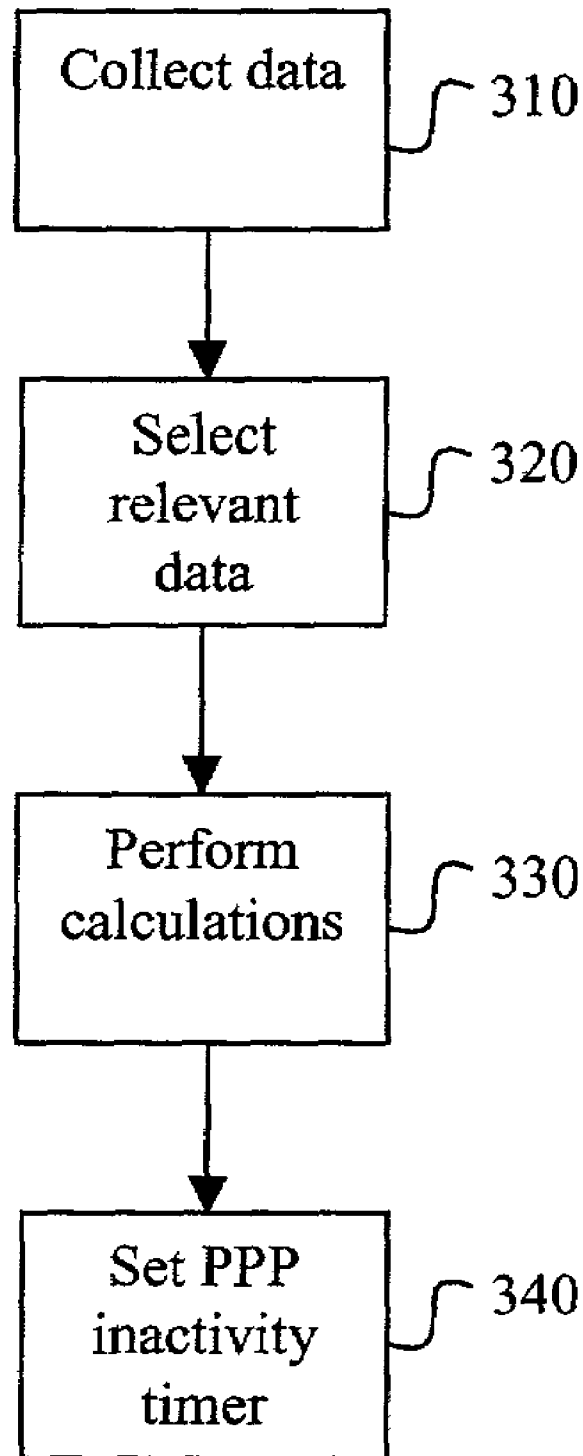 Collect data
310
Select
relevant
data
320
Perform
calculations
330
Set PPP
inactivity
timer
340